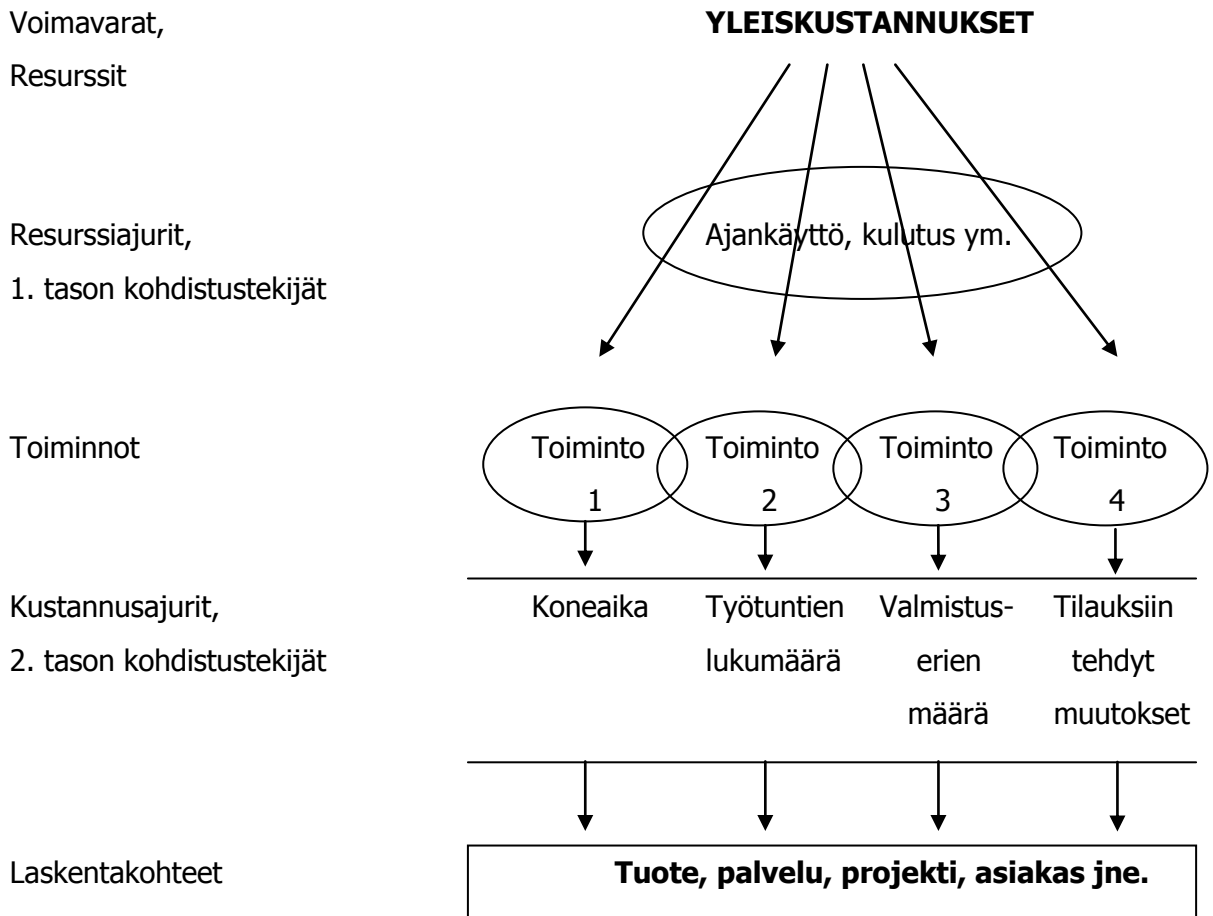 Voimavarat, YLEISKUSTANNUKSET
Resurssit
Resurssiajurit, Ajankäyttö, kulutus ym.
1. tason kohdistustekijät
Toiminnot Toiminto Toiminto Toiminto Toiminto
1 2 3 4
Kustannusajurit, Koneaika Työtuntien Valmistus- Tilauksiin
2. tason kohdistustekijät lukumäärä erien tehdyt
määrä muutokset
Laskentakohteet Tuote, palvelu, projekti, asiakas jne.